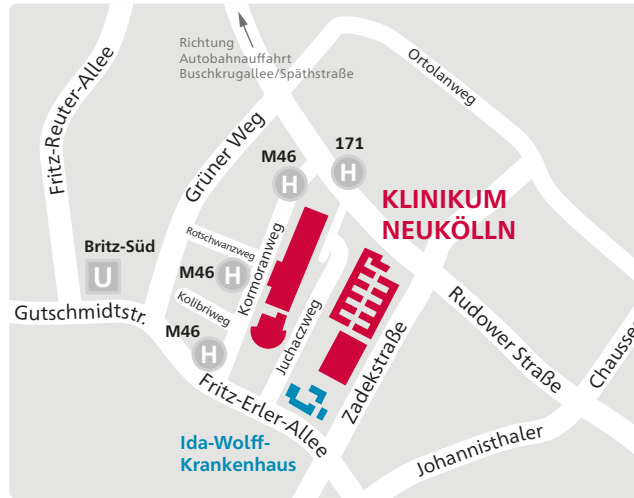 Richtung
Autobahnauffahrt
Buschkrugallee/Späthstraße
Fritz-Reuter-Allee
Ortolanweg
Grüner Weg
171
H
M46
H
KLINIKUM
NEUKÖLLN
Rotschwanzweg
Britz-Süd
U
M46
H
Kormoranweg
Kolibriweg
Gutschmidtstr.
M46
H
Juchaczweg
Rudower Straße
Chaussee
Zadekstraße
Fritz-Erler-Allee
Ida-Wolff-
Krankenhaus
Johannisthaler